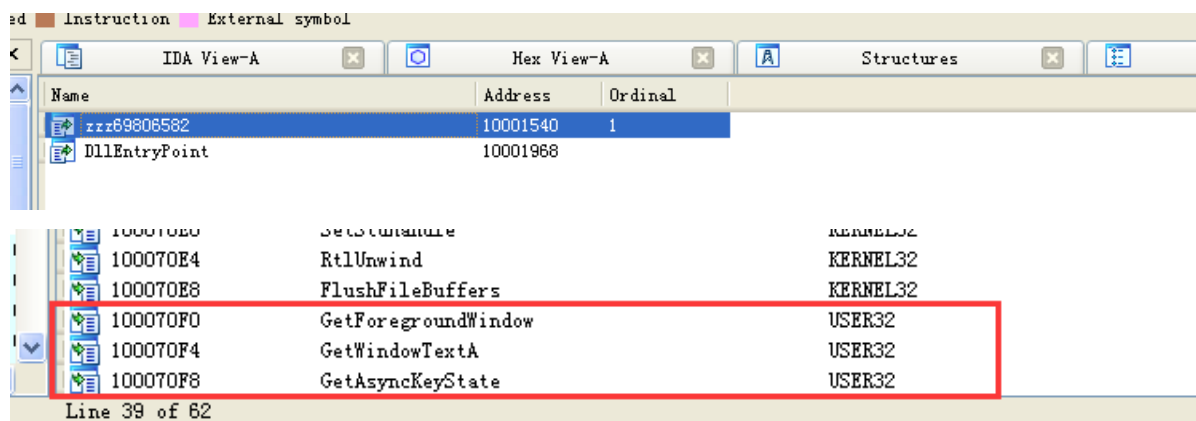 ed Instruction External symbol
IDA View-A Hex View-A Structures
Name Address Ordinal
zzz69806582 10001540 1
DllEntryPoint 10001968
100070E4 RtlUnwind KERNEL32
100070E8 FlushFileBuffers KERNEL32
100070F0 GetForegroundWindow USER32
100070F4 GetWindowTextA USER32
100070F8 GetAsyncKeyState USER32
Line 39 of 62